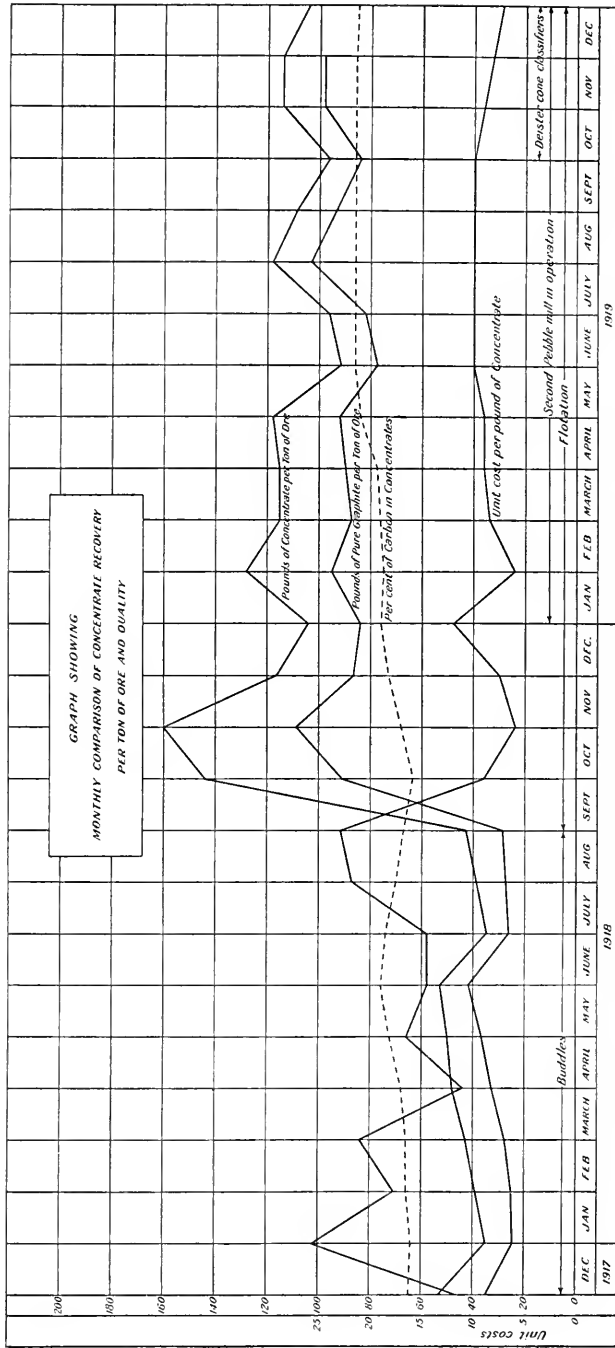 GRAPH SHOWING
MONTHLY COMPARISON OF CONCENTRATE RECOVERY
PER TON OF ORE AND QUALITY
Unit costs
200
180
160
140
120
25 100
20 80
15 60
10 40
5 20
0 0
Pounds of Concentrate per Ton of Ore
Pounds of Pure Graphite per Ton of Ore
Per cent of Carbon in Concentrates
Unit cost per pound of Concentrate
Deister cone classifiers
Second Pebble mill in operation
Buddles
Flotation
DEC JAN FEB MARCH APRIL MAY JUNE JULY AUG SEPT OCT NOV DEC. JAN FEB MARCH APRIL MAY JUNE JULY AUG SEPT OCT NOV DEC
1917 1918 1919